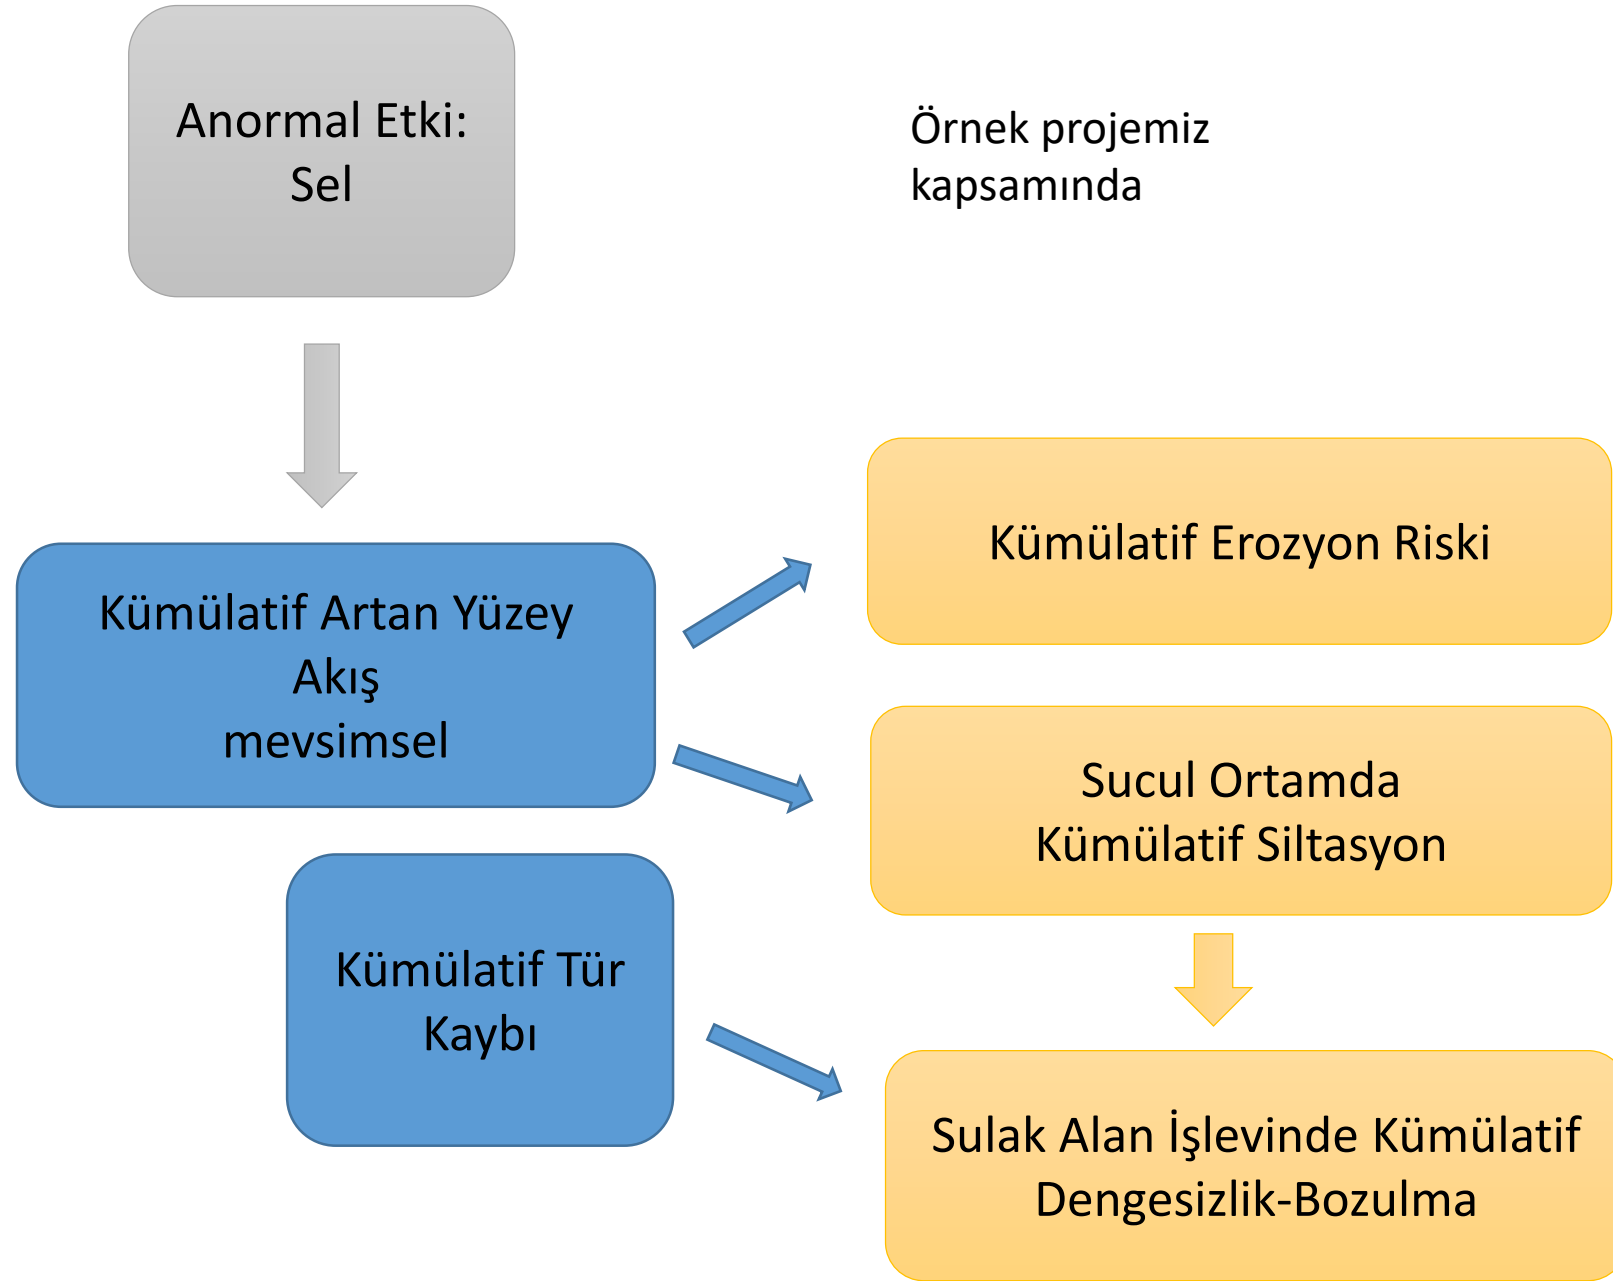 Anormal Etki:
Sel
Örnek projemiz
kapsamında
Kümülatif Artan Yüzey
Akış
mevsimsel
Kümülatif Erozyon Riski
Sucul Ortamda
Kümülatif Siltasyon
Kümülatif Tür
Kaybı
Sulak Alan İşlevinde Kümülatif
Dengesizlik-Bozulma